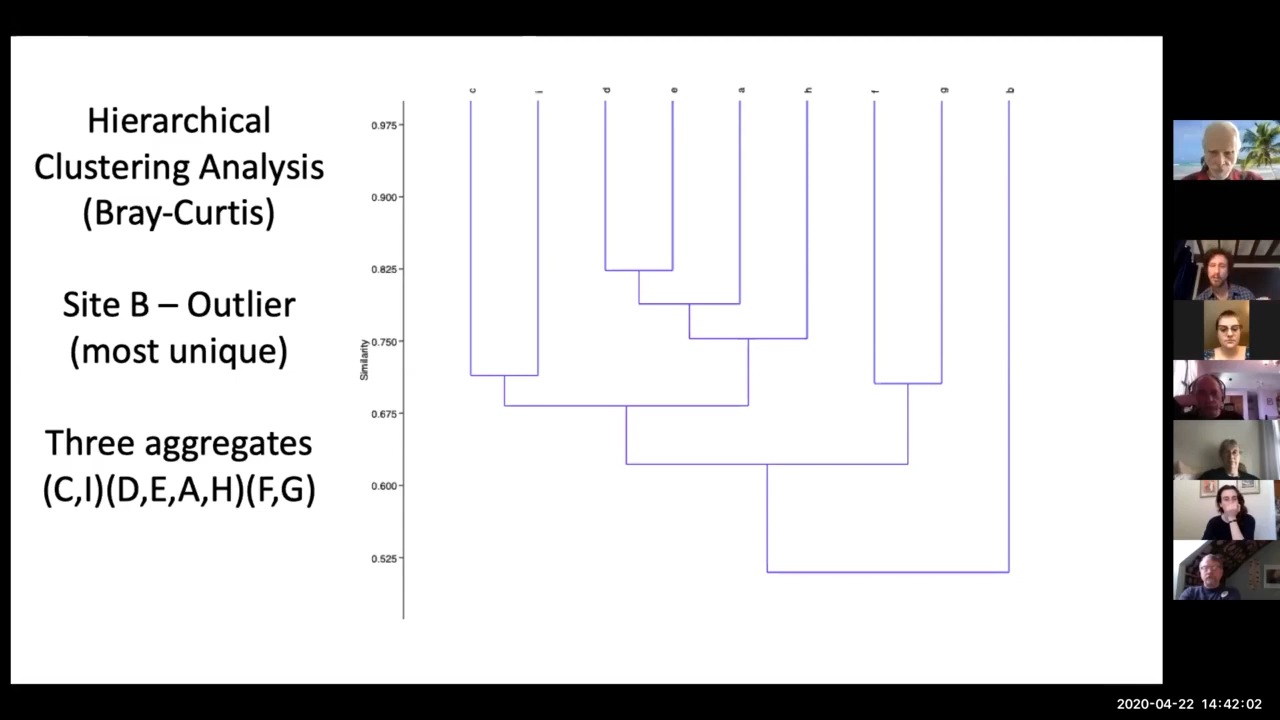 Hierarchical
Clustering Analysis
(Bray-Curtis)
Site B – Outlier
(most unique)
Three aggregates
(C,I)(D,E,A,H)(F,G)
c i d e a h f g b
0.975
0.900
0.825
0.750
0.675
0.600
0.525
Similarity
2020-04-22 14:42:02